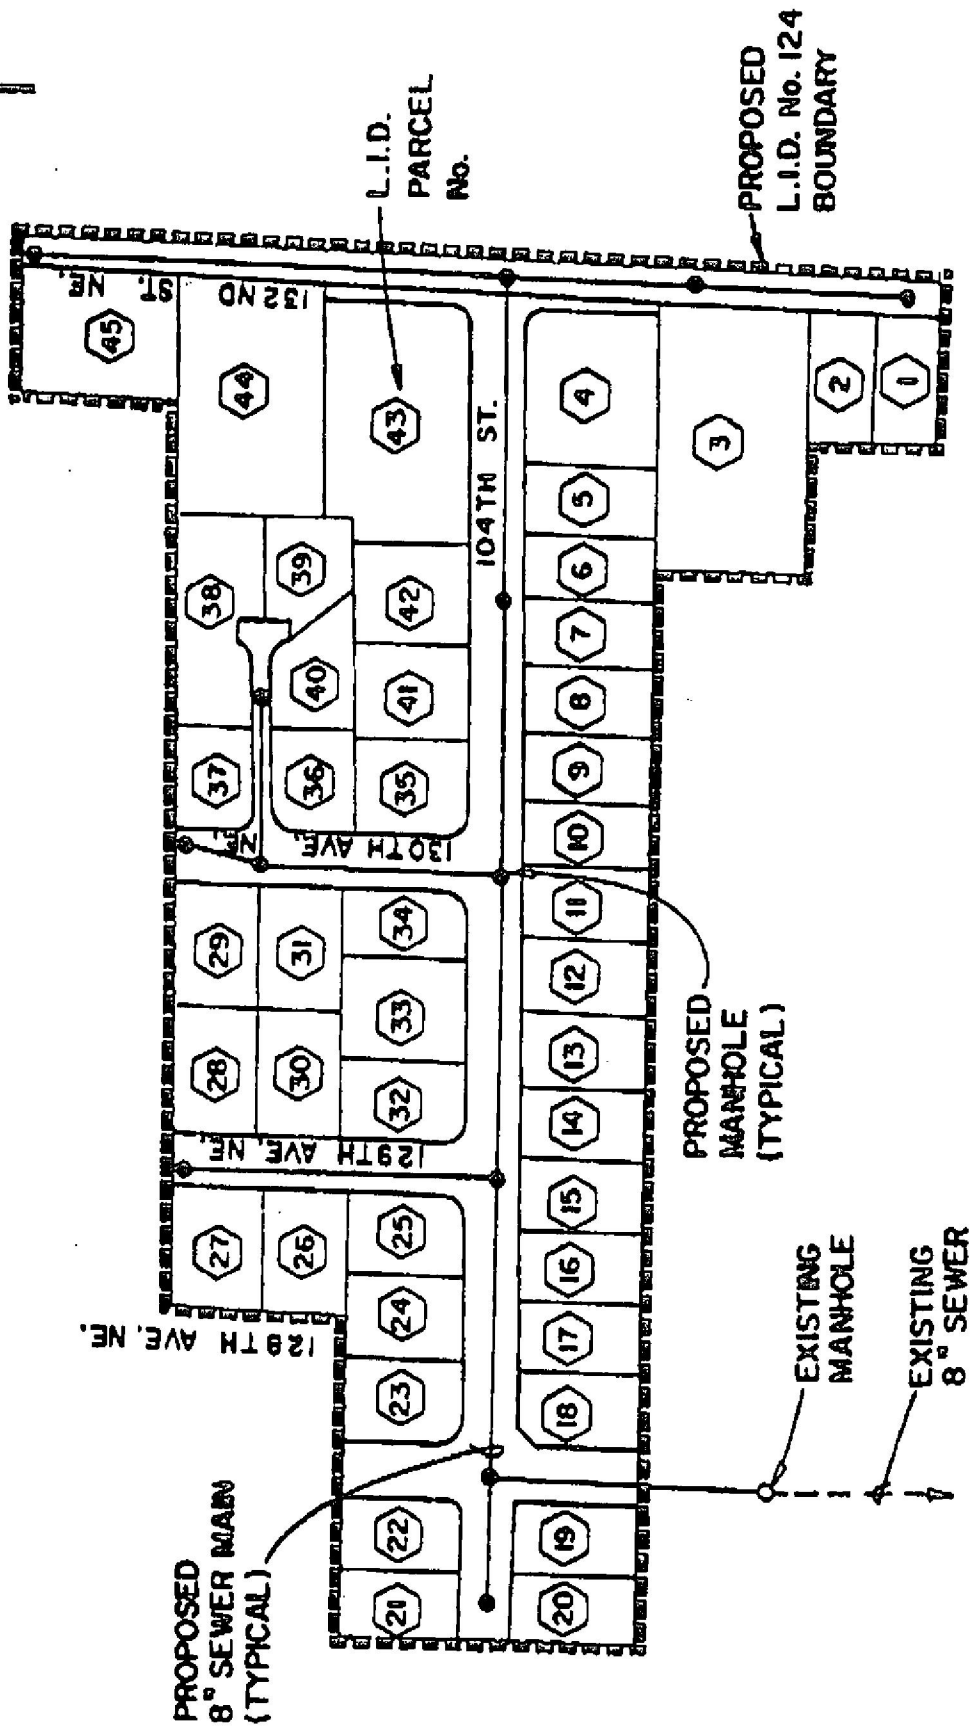 PROPOSED
8" SEWER MAIN
(TYPICAL)
128TH AVE. NE.
129TH AVE. NE.
130TH AVE. NE.
132ND ST. NE.
104TH ST.
L.I.D.
PARCEL
No.
PROPOSED
L.I.D. No. 124
BOUNDARY
PROPOSED
MANHOLE
(TYPICAL)
EXISTING
MANHOLE
EXISTING
8" SEWER
21
22
23
24
25
26
27
28
29
30
31
32
33
34
35
36
37
38
39
40
41
42
43
44
45
20
19
18
17
16
15
14
13
12
11
10
9
8
7
6
5
4
3
2
1